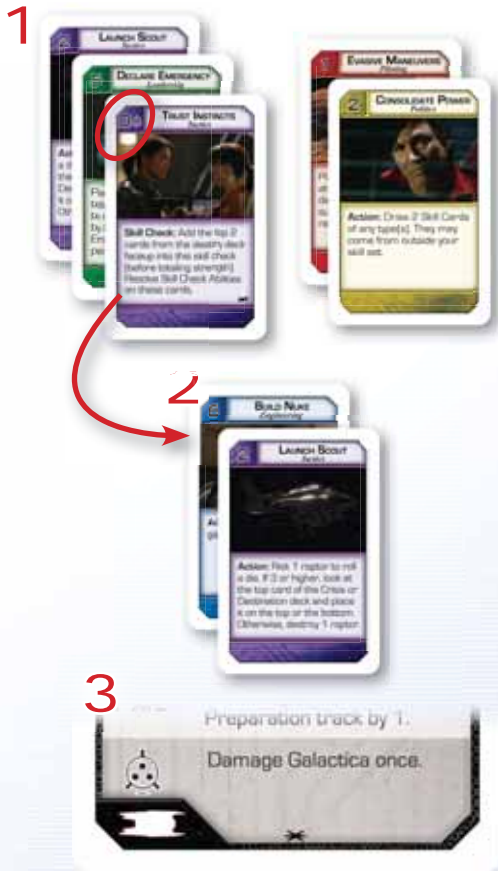 1
LAUNCH SCOUT
Tactics
DECLARE EMERGENCY
Leadership
TRUST INSTINCTS
Tactics
Skill Check: Add the top 2
cards from the destiny deck
faceup into this skill check
(before totaling strength).
Resolve Skill Check Abilities
on these cards.
EVASIVE MANEUVERS
Piloting
2
CONSOLIDATE POWER
Politics
Action: Draw 2 Skill Cards
of any type(s). They may
come from outside your
skill set.
2
BUILD NUKE
Engineering
LAUNCH SCOUT
Tactics
Action: Risk 1 raptor to roll
a die. If 3 or higher, look at
the top card of the Crisis or
Destination deck and place
it on the top or the bottom.
Otherwise, destroy 1 raptor
3
Preparation track by 1.
Damage Galactica once.